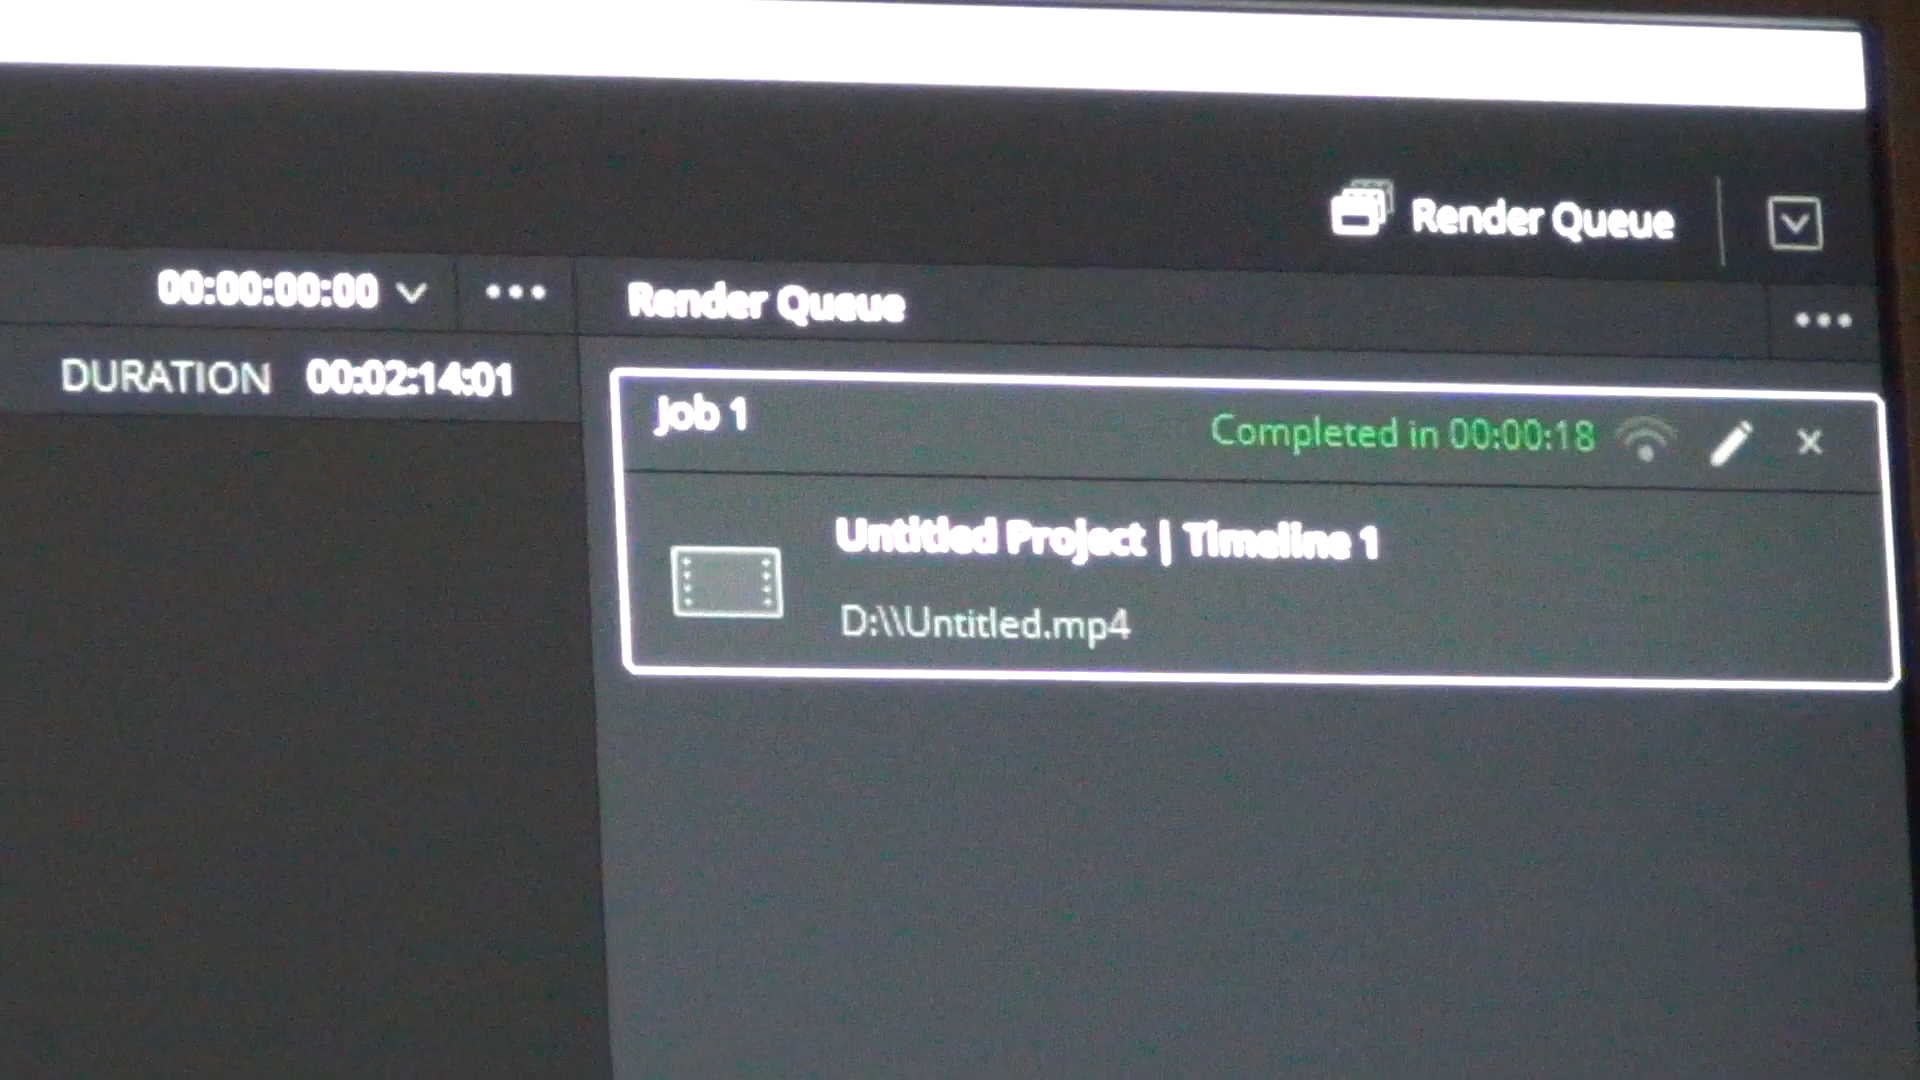 Render Queue
00:00:00:00
Render Queue
DURATION 00:02:14:01
Job 1
Completed in 00:00:18
Untitled Project | Timeline 1
D:\\Untitled.mp4